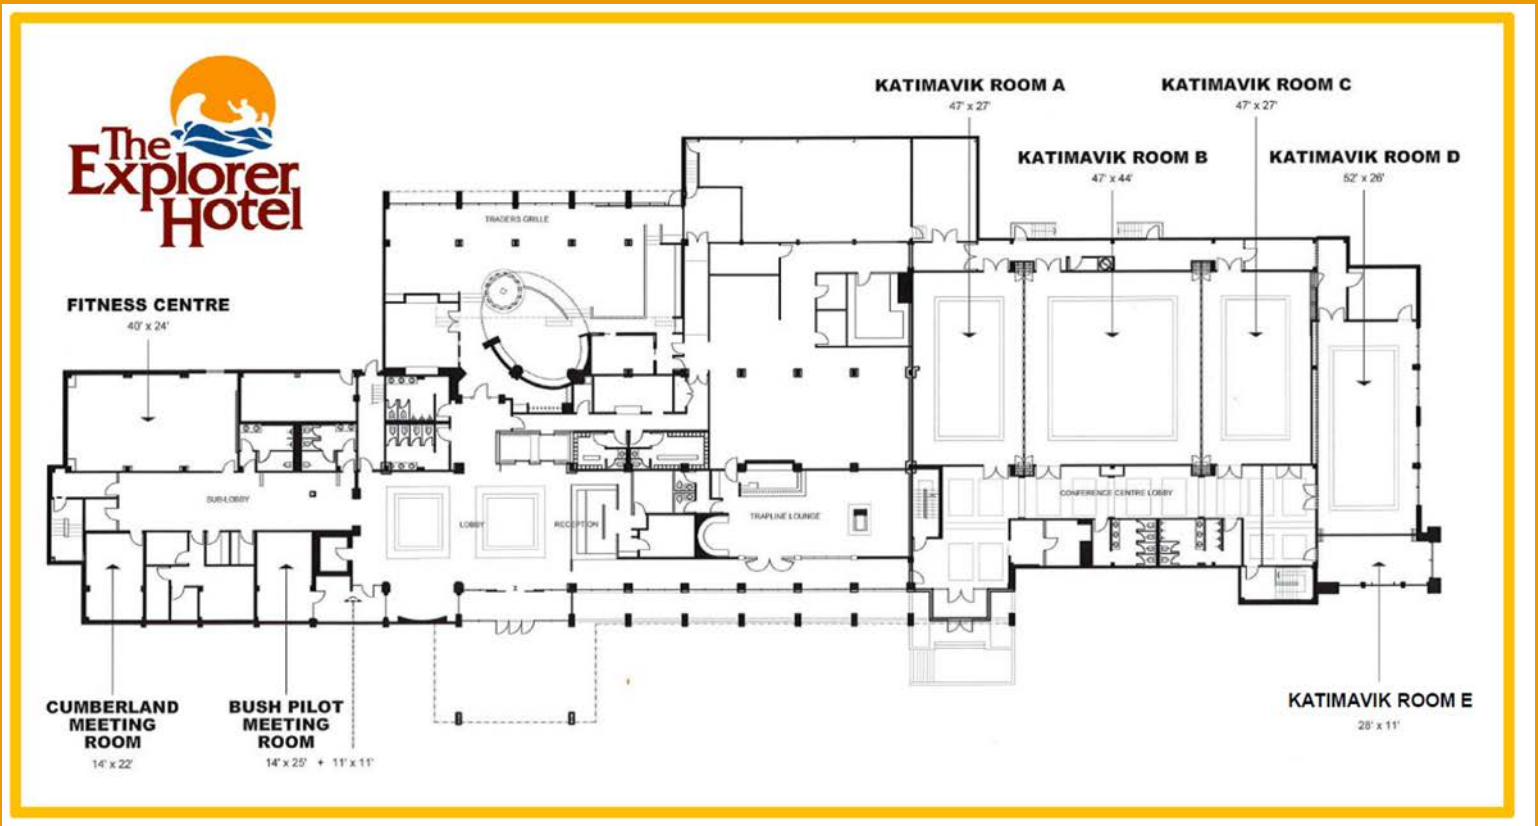 The
Explorer
Hotel
KATIMAVIK ROOM A
47' x 27'
KATIMAVIK ROOM C
47' x 27'
KATIMAVIK ROOM B
47' x 44'
KATIMAVIK ROOM D
52' x 26'
TRADERS GRILLE
FITNESS CENTRE
40' x 24'
SUB-LOBBY
LOBBY
RECEPTION
TRAPLINE LOUNGE
CONFERENCE CENTRE LOBBY
CUMBERLAND
MEETING
ROOM
14' x 22'
BUSH PILOT
MEETING
ROOM
14' x 25' + 11' x 11'
KATIMAVIK ROOM E
28' x 11'